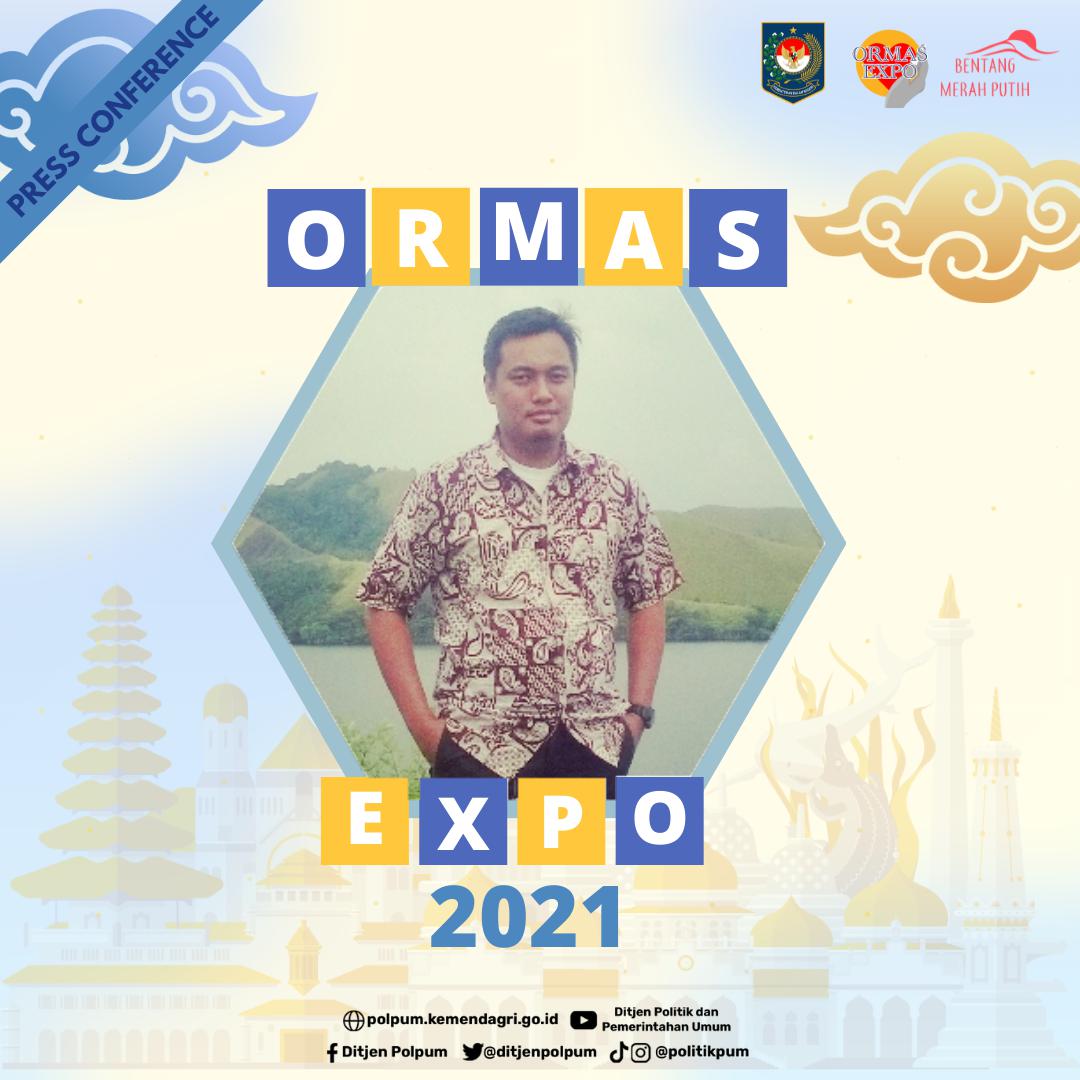 PRESS CONFERENCE
ORMAS
EXPO
BENTANG
MERAH PUTIH
ORMAS
EXPO
2021
polpum.kemendagri.go.id
Ditjen Politik dan
Pemerintahan Umum
Ditjen Polpum
@ditjenpolpum
@politikpum